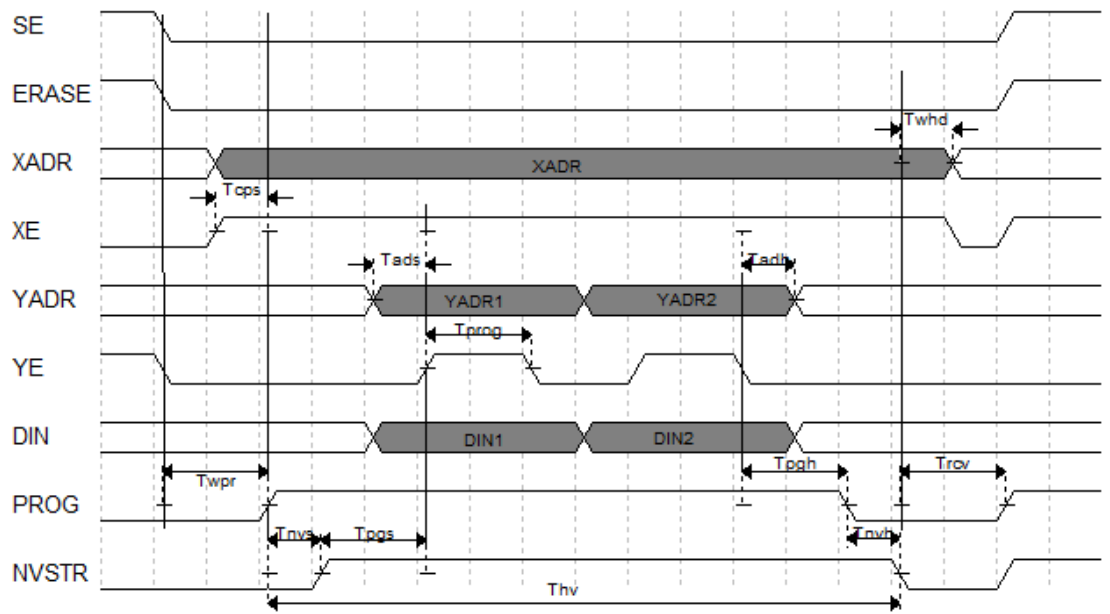 SE
ERASE
Twhd
XADR
XADR
Tcps
XE
Tads
Tadh
YADR
YADR1
YADR2
Tprog
YE
DIN
DIN1
DIN2
Twpr
Tpgh
Trcv
PROG
Tnvs
Tpgs
Tnvh
NVSTR
Thv